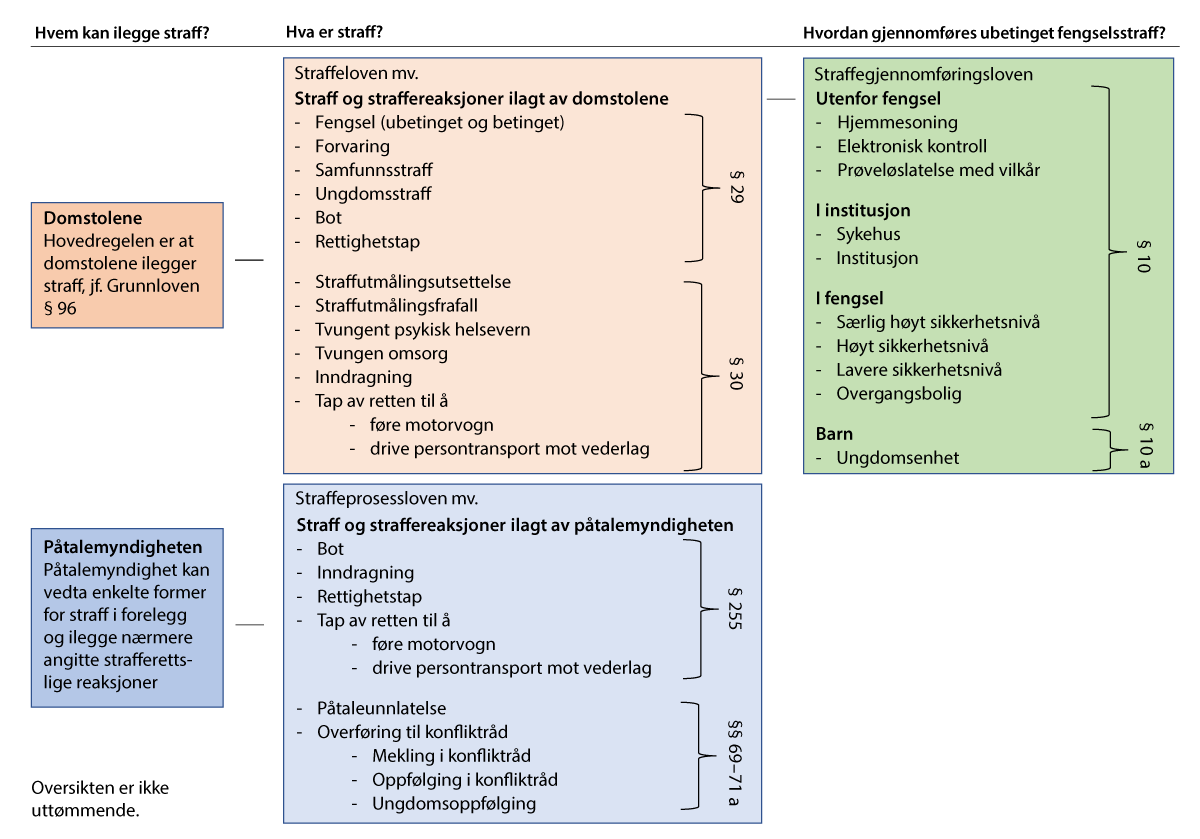 Hvem kan ilegge straff?
Hva er straff?
Hvordan gjennomføres ubetinget fengselsstraff?
Domstolene
Hovedregelen er at
domstolene ilegger
straff, jf. Grunnloven
§ 96
Straffeloven mv.
Straff og straffereaksjoner ilagt av domstolene
- Fengsel (ubetinget og betinget)
- Forvaring
- Samfunnsstraff
- Ungdomsstraff
- Bot
- Rettighetstap
§ 29
- Straffutmålingsutsettelse
- Straffutmålingsfrafall
- Tvungent psykisk helsevern
- Tvungen omsorg
- Inndragning
- Tap av retten til å
- føre motorvogn
- drive persontransport mot vederlag
§ 30
Straffegjennomføringsloven
Utenfor fengsel
- Hjemmesoning
- Elektronisk kontroll
- Prøveløslatelse med vilkår
I institusjon
- Sykehus
- Institusjon
I fengsel
- Særlig høyt sikkerhetsnivå
- Høyt sikkerhetsnivå
- Lavere sikkerhetsnivå
- Overgangsbolig
§ 10
Barn
- Ungdomsenhet
§ 10 a
Påtalemyndigheten
Påtalemyndighet kan
vedta enkelte former
for straff i forelegg
og ilegge nærmere
angitte strafferetts-
lige reaksjoner
Straffeprosessloven mv.
Straff og straffereaksjoner ilagt av påtalemyndigheten
- Bot
- Inndragning
- Rettighetstap
- Tap av retten til å
- føre motorvogn
- drive persontransport mot vederlag
§ 255
- Påtaleunnlatelse
- Overføring til konfliktråd
- Mekling i konfliktråd
- Oppfølging i konfliktråd
- Ungdomsoppfølging
§§ 69–71 a
Oversikten er ikke
uttømmende.